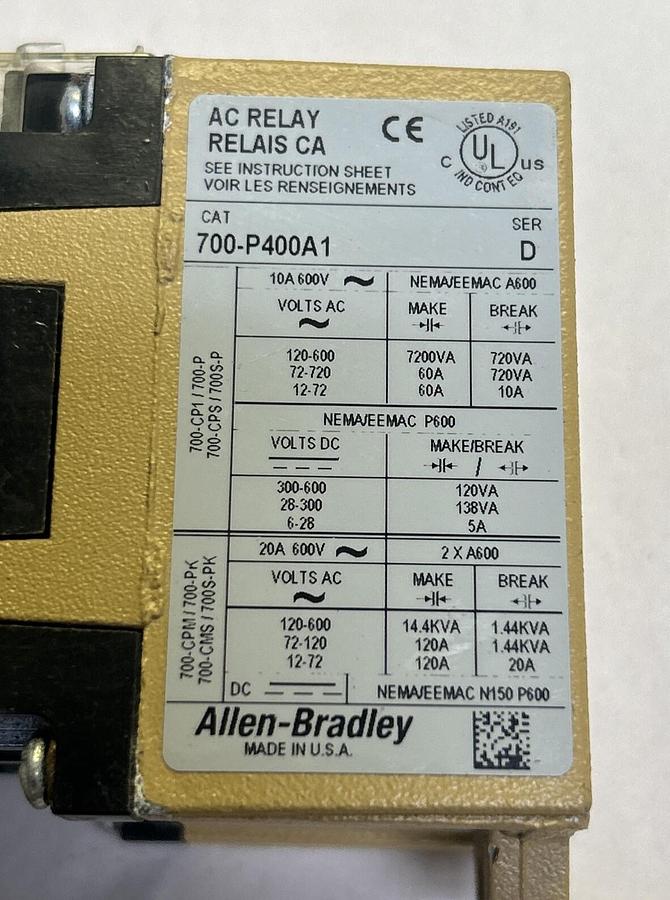 AC RELAY
RELAIS CA
SEE INSTRUCTION SHEET
VOIR LES RENSEIGNEMENTS
CE
LISTED A191
C UL US
IND CONT EQ
CAT
700-P400A1
SER
D
700-CP1 / 700-P
700-CPS / 700S-P
10A 600V
NEMA/EEMAC A600
VOLTS AC
MAKE
BREAK
120-600 7200VA 720VA
72-720 60A 720VA
12-72 60A 10A
NEMA/EEMAC P600
VOLTS DC
MAKE/BREAK
/
300-600 120VA
28-300 138VA
6-28 5A
700-CPM / 700-PK
700-CMS / 700S-PK
20A 600V
2 X A600
VOLTS AC
MAKE
BREAK
120-600 14.4KVA 1.44KVA
72-120 120A 1.44KVA
12-72 120A 20A
DC
NEMA/EEMAC N150 P600
Allen-Bradley
MADE IN U.S.A.